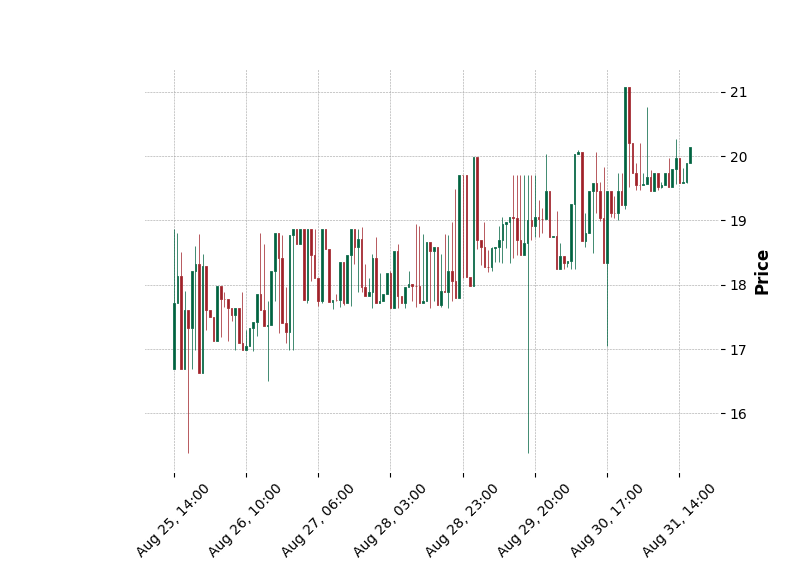 21
20
19
18
17
16
Price
Aug 25, 14:00
Aug 26, 10:00
Aug 27, 06:00
Aug 28, 03:00
Aug 28, 23:00
Aug 29, 20:00
Aug 30, 17:00
Aug 31, 14:00